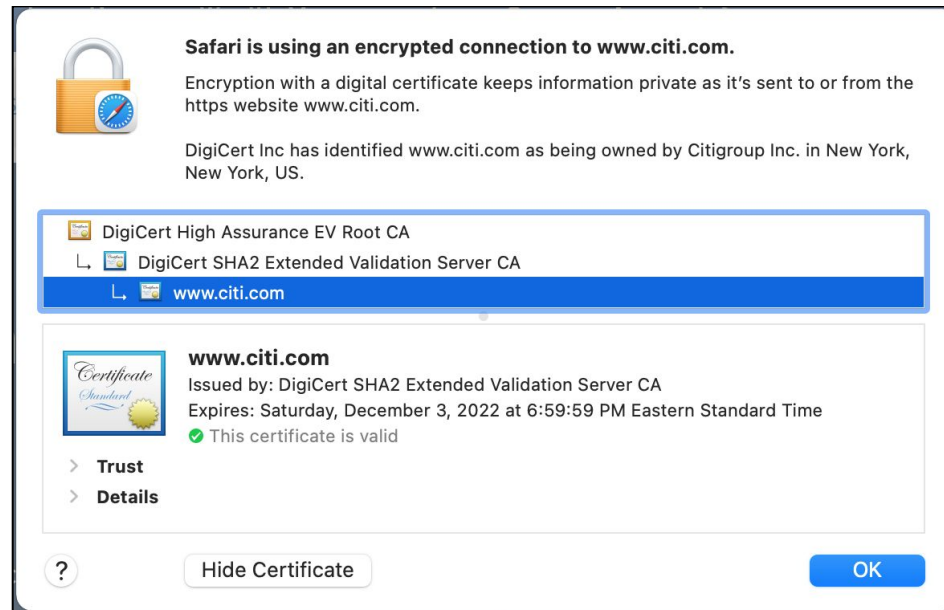 Safari is using an encrypted connection to www.citi.com.
Encryption with a digital certificate keeps information private as it’s sent to or from the
https website www.citi.com.
DigiCert Inc has identified www.citi.com as being owned by Citigroup Inc. in New York,
New York, US.
DigiCert High Assurance EV Root CA
DigiCert SHA2 Extended Validation Server CA
www.citi.com
Certificate
Standard
www.citi.com
Issued by: DigiCert SHA2 Extended Validation Server CA
Expires: Saturday, December 3, 2022 at 6:59:59 PM Eastern Standard Time
This certificate is valid
Trust
Details
?
Hide Certificate
OK